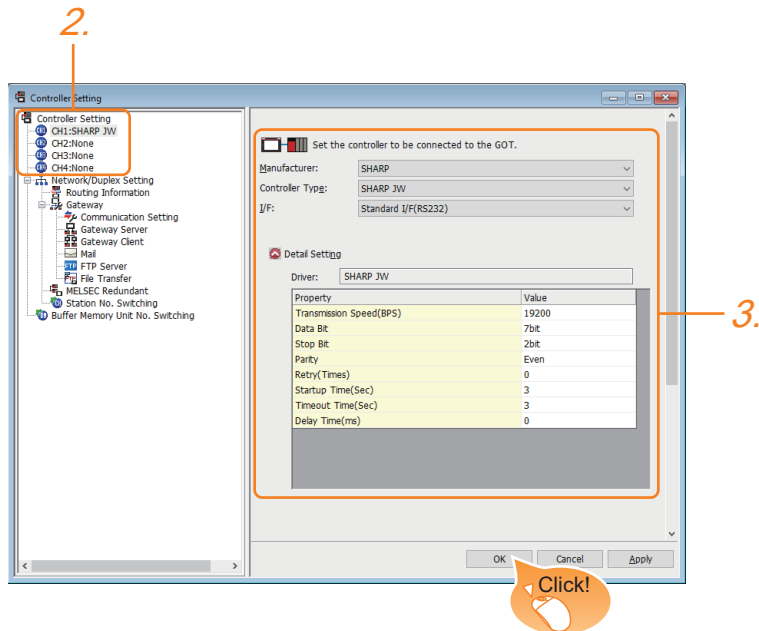 2.
Controller Setting
Controller Setting
CH1:SHARP JW
CH2:None
CH3:None
CH4:None
Network/Duplex Setting
Routing Information
Gateway
Communication Setting
Gateway Server
Gateway Client
Mail
FTP Server
File Transfer
MELSEC Redundant
Station No. Switching
Buffer Memory Unit No. Switching
Set the controller to be connected to the GOT.
Manufacturer: SHARP
Controller Type: SHARP JW
I/F: Standard I/F(RS232)
Detail Setting
Driver: SHARP JW
Property Value
Transmission Speed(BPS) 19200
Data Bit 7bit
Stop Bit 2bit
Parity Even
Retry(Times) 0
Startup Time(Sec) 3
Timeout Time(Sec) 3
Delay Time(ms) 0
3.
OK Cancel Apply
Click!